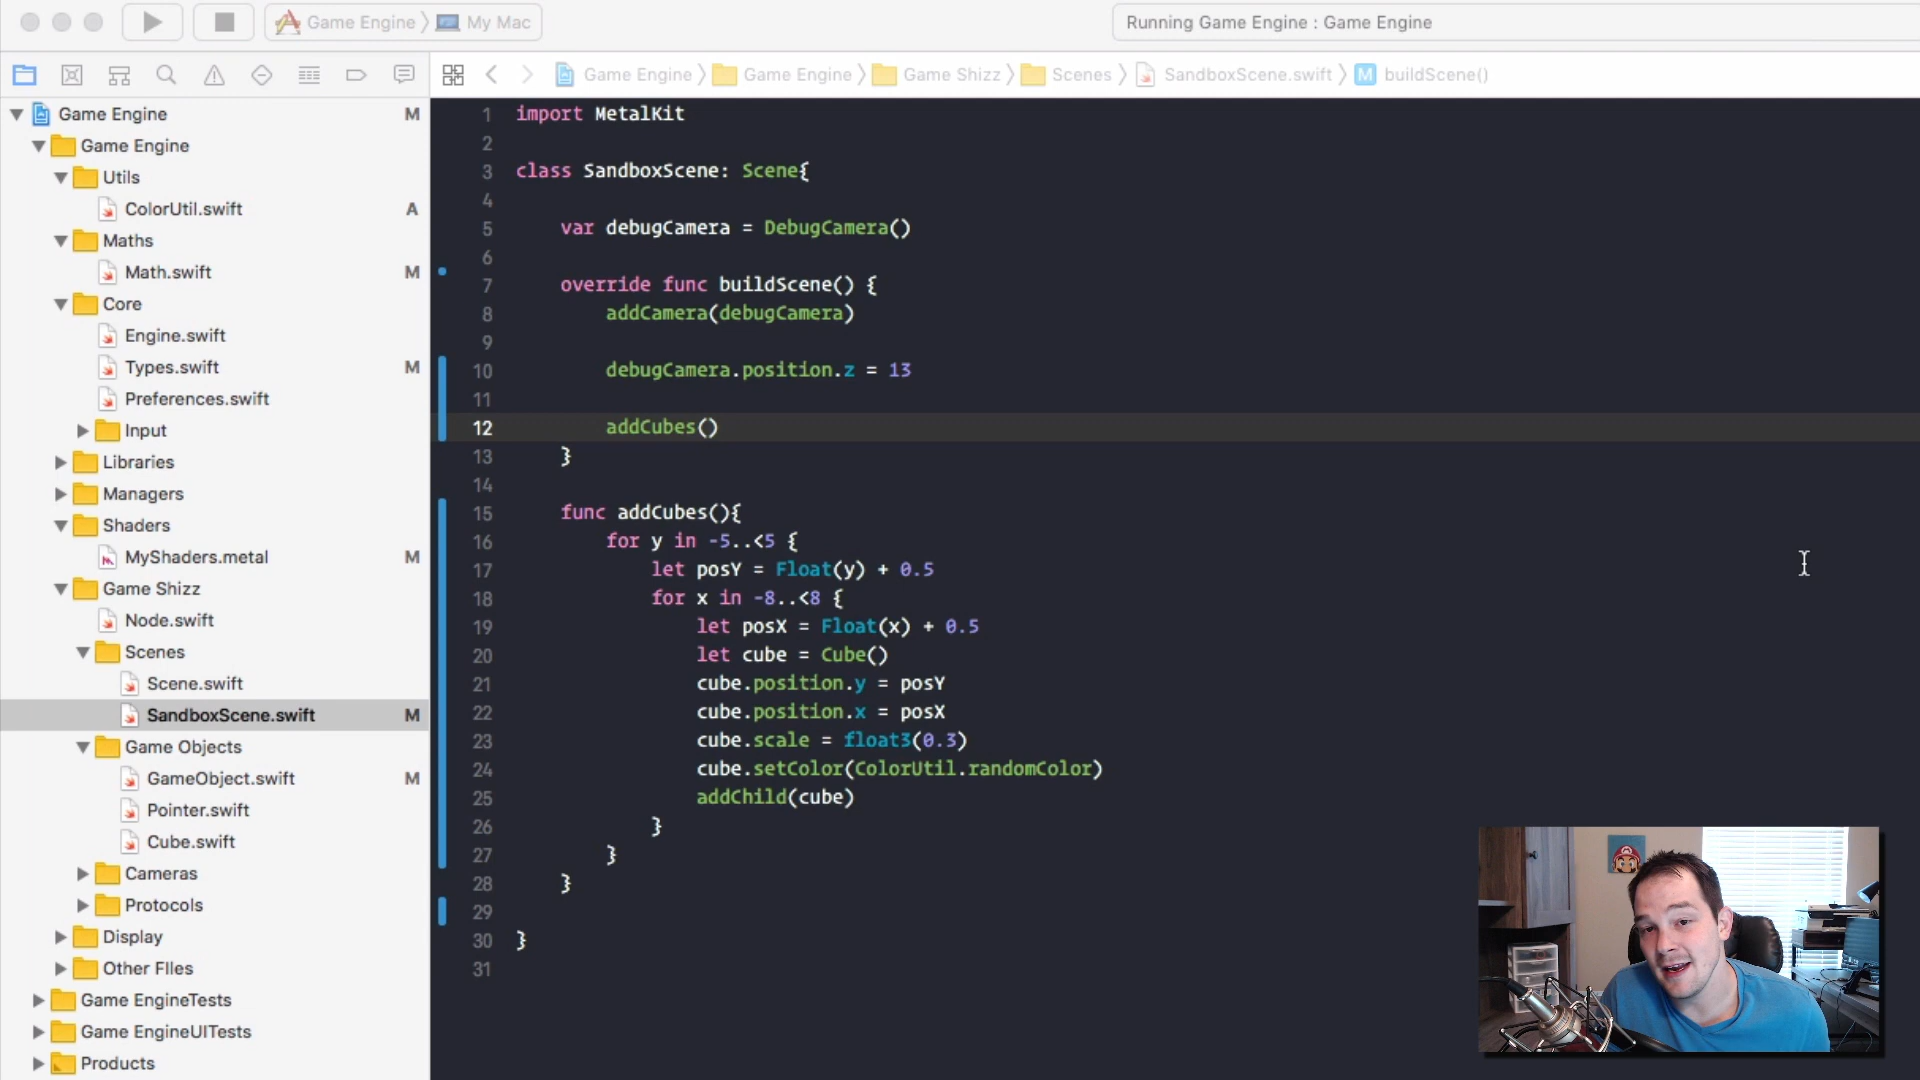 Game Engine 〉 My Mac
Running Game Engine : Game Engine
Game Engine 〉 Game Engine 〉 Game Shizz 〉 Scenes 〉 SandboxScene.swift 〉 M buildScene()
Game Engine M
Game Engine
Utils
ColorUtil.swift A
Maths
Math.swift M
Core
Engine.swift
Types.swift M
Preferences.swift
Input
Libraries
Managers
Shaders
MyShaders.metal M
Game Shizz
Node.swift
Scenes
Scene.swift
SandboxScene.swift M
Game Objects
GameObject.swift M
Pointer.swift
Cube.swift
Cameras
Protocols
Display
Other FIles
Game EngineTests
Game EngineUITests
Products
1 import MetalKit
2
3 class SandboxScene: Scene{
4
5 var debugCamera = DebugCamera()
6
7 override func buildScene() {
8 addCamera(debugCamera)
9
10 debugCamera.position.z = 13
11
12 addCubes()
13 }
14
15 func addCubes(){
16 for y in -5..<5 {
17 let posY = Float(y) + 0.5
18 for x in -8..<8 {
19 let posX = Float(x) + 0.5
20 let cube = Cube()
21 cube.position.y = posY
22 cube.position.x = posX
23 cube.scale = float3(0.3)
24 cube.setColor(ColorUtil.randomColor)
25 addChild(cube)
26 }
27 }
28 }
29
30 }
31